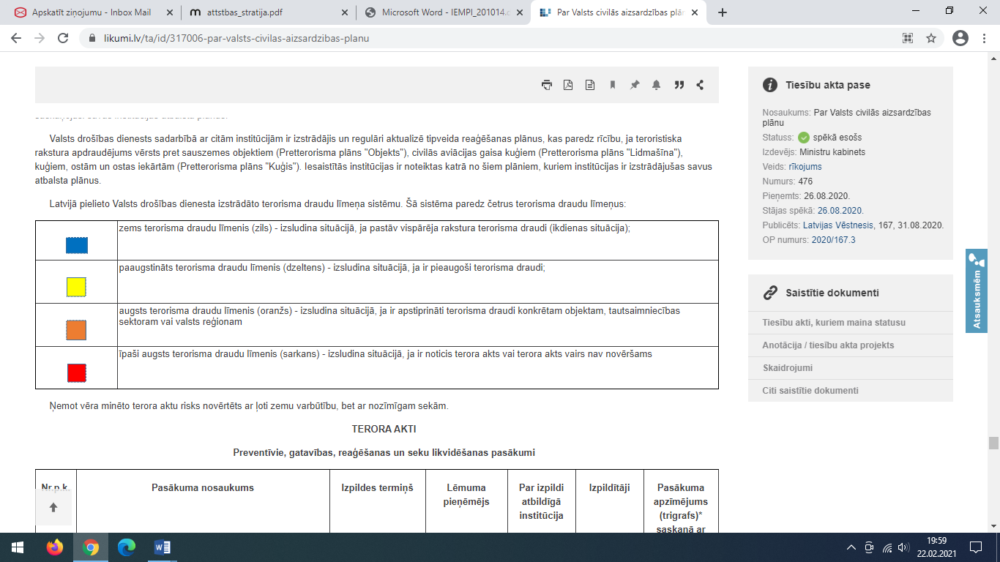 Apskatīt ziņojumu - Inbox Mail
attstbas_stratija.pdf
Microsoft Word - IEMPI_201014.d
Par Valsts civilās aizsardzības plān
likumi.lv/ta/id/317006-par-valsts-civilas-aizsardzibas-planu
Valsts drošības dienests sadarbībā ar citām institūcijām ir izstrādājis un regulāri aktualizē tipveida reaģēšanas plānus, kas paredz rīcību, ja teroristiska
rakstura apdraudējums vērsts pret sauszemes objektiem (Pretterorisma plāns "Objekts"), civilās aviācijas gaisa kuģiem (Pretterorisma plāns "Lidmašīna"),
kuģiem, ostām un ostas iekārtām (Pretterorisma plāns "Kuģis"). Iesaistītās institūcijas ir noteiktas katrā no šiem plāniem, kuriem institūcijas ir izstrādājušas savus
atbalsta plānus.
Latvijā pielieto Valsts drošības dienesta izstrādāto terorisma draudu līmeņa sistēmu. Šā sistēma paredz četrus terorisma draudu līmeņus:
zems terorisma draudu līmenis (zils) - izsludina situācijā, ja pastāv vispārēja rakstura terorisma draudi (ikdienas situācija);
paaugstināts terorisma draudu līmenis (dzeltens) - izsludina situācijā, ja ir pieaugoši terorisma draudi;
augsts terorisma draudu līmenis (oranžs) - izsludina situācijā, ja ir apstiprināti terorisma draudi konkrētam objektam, tautsaimniecības
sektoram vai valsts reģionam
īpaši augsts terorisma draudu līmenis (sarkans) - izsludina situācijā, ja ir noticis terora akts vai terora akts vairs nav novēršams
Ņemot vērā minēto terora aktu risks novērtēts ar ļoti zemu varbūtību, bet ar nozīmīgam sekām.
TERORA AKTI
Preventīvie, gatavības, reaģēšanas un seku likvidēšanas pasākumi
Nr.p.k.
Pasākuma nosaukums
Izpildes termiņš
Lēmuma
pieņēmējs
Par izpildi
atbildīgā
institūcija
Izpildītāji
Pasākuma
apzīmējums
(trigrafs)*
saskaņā ar
Tiesību akta pase
Nosaukums: Par Valsts civilās aizsardzības
plānu
Statuss: spēkā esošs
Izdevējs: Ministru kabinets
Veids: rīkojums
Numurs: 476
Pieņemts: 26.08.2020.
Stājas spēkā: 26.08.2020.
Publicēts: Latvijas Vēstnesis, 167, 31.08.2020.
OP numurs: 2020/167.3
Saistītie dokumenti
Tiesību akti, kuriem maina statusu
Anotācija / tiesību akta projekts
Skaidrojumi
Citi saistītie dokumenti
Atsauksmēm
19:59
22.02.2021